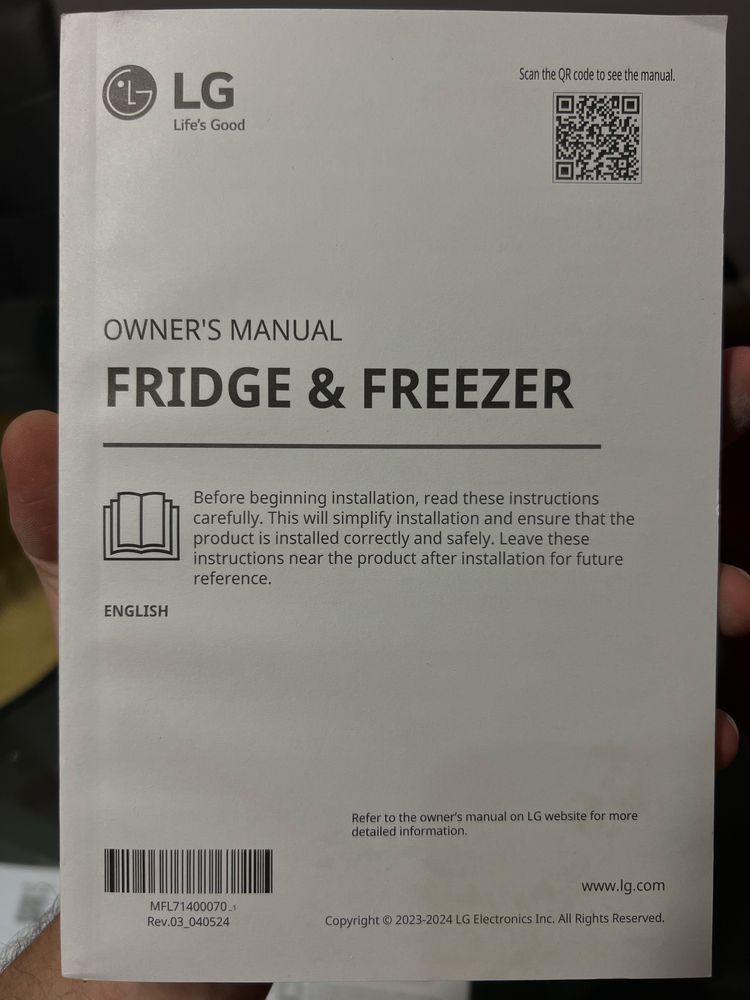 LG
Life's Good
Scan the QR code to see the manual.
OWNER'S MANUAL
FRIDGE & FREEZER
Before beginning installation, read these instructions
carefully. This will simplify installation and ensure that the
product is installed correctly and safely. Leave these
instructions near the product after installation for future
reference.
ENGLISH
Refer to the owner's manual on LG website for more
detailed information.
www.lg.com
MFL71400070_1
Rev.03_040524
Copyright © 2023-2024 LG Electronics Inc. All Rights Reserved.